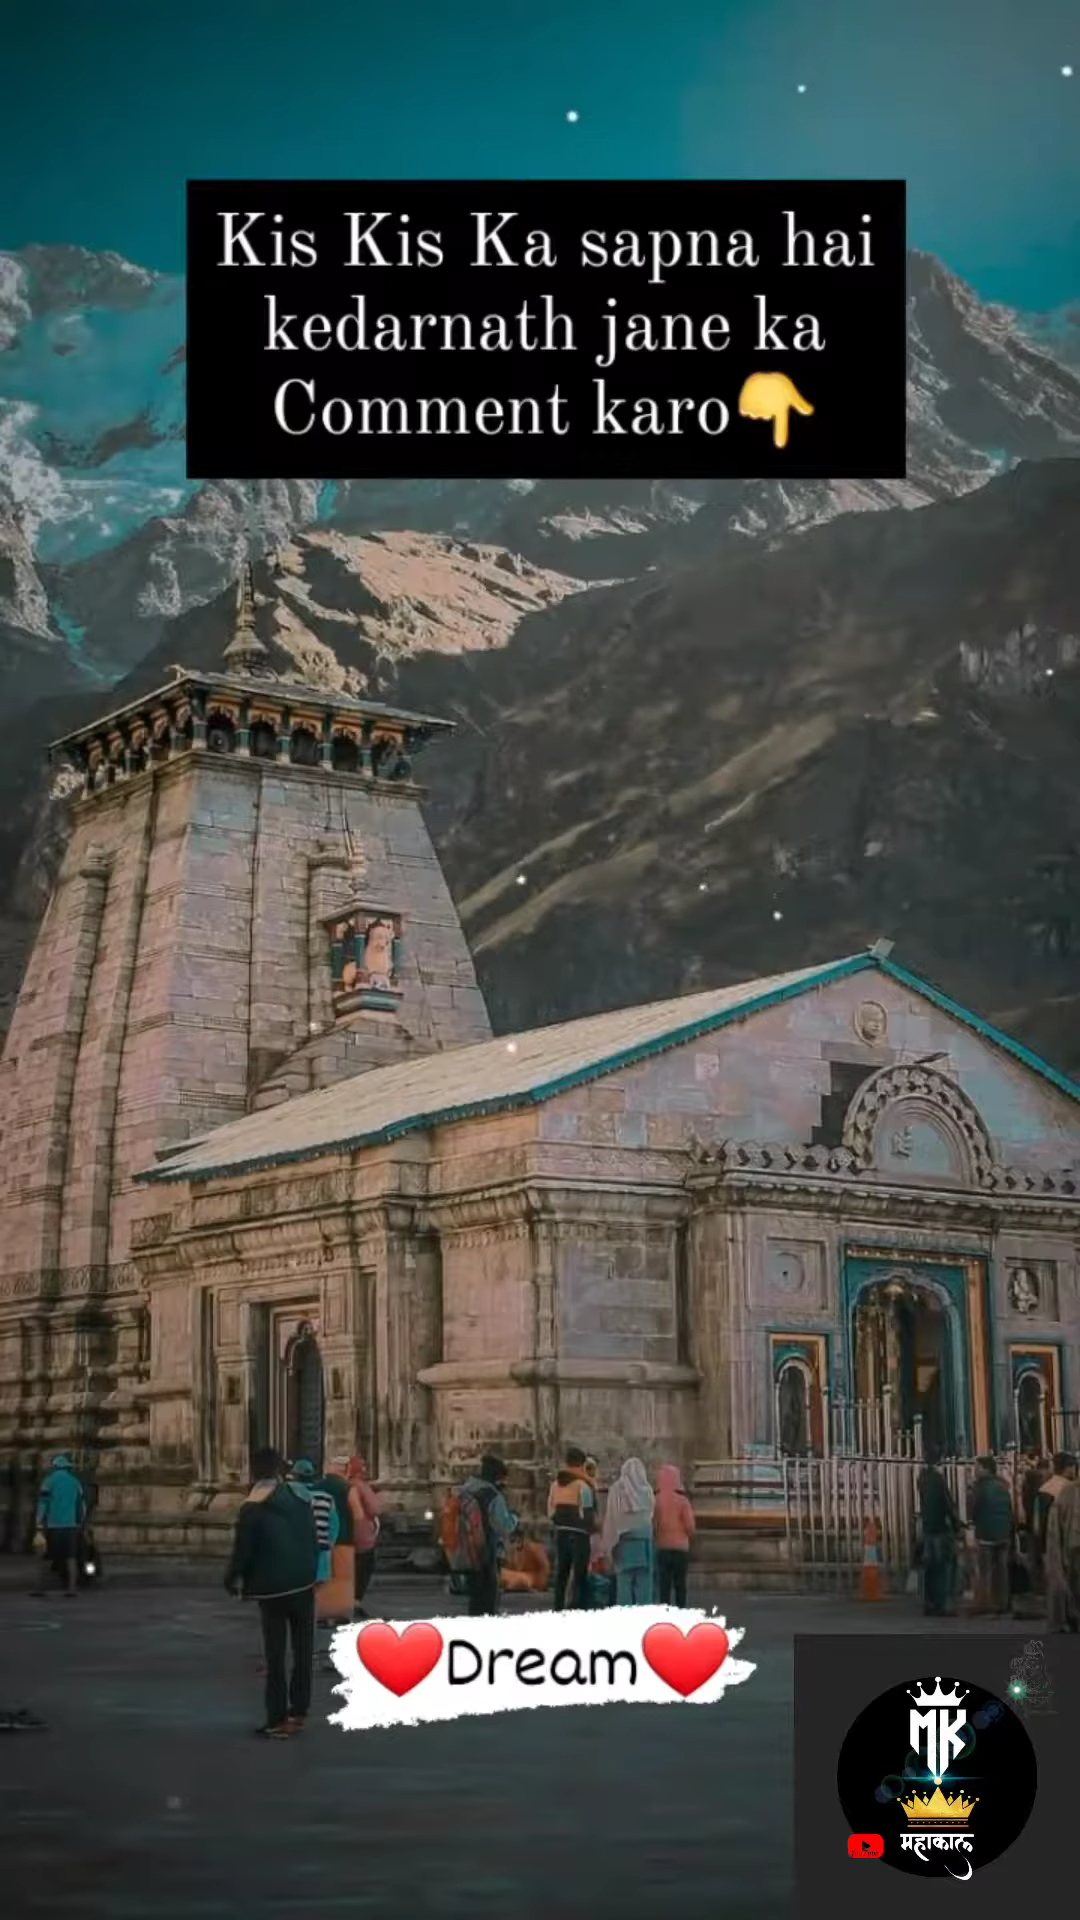 Kis Kis Ka sapna hai
kedarnath jane ka
Comment karo👇
❤️Dream❤️
MK
महाकाल